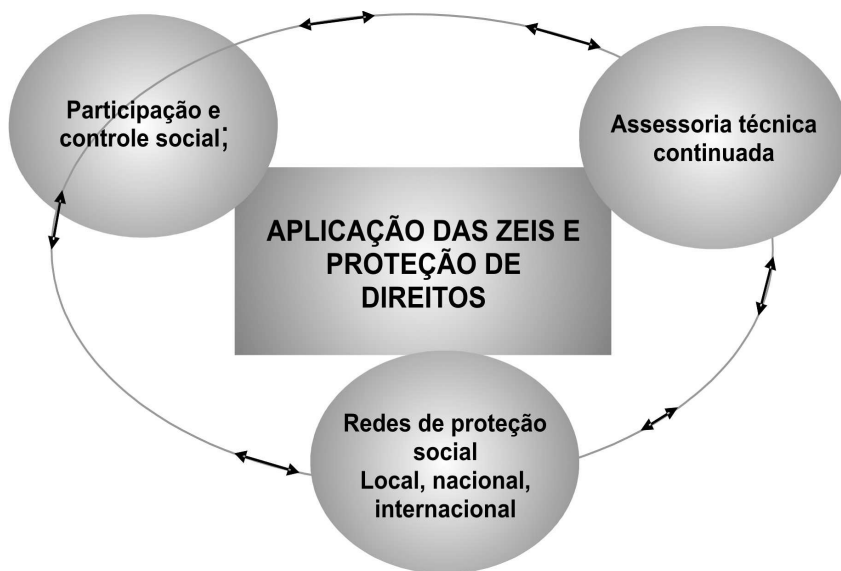 Participação e
controle social;
Assessoria técnica
continuada
APLICAÇÃO DAS ZEIS E
PROTEÇÃO DE
DIREITOS
Redes de proteção
social
Local, nacional,
internacional